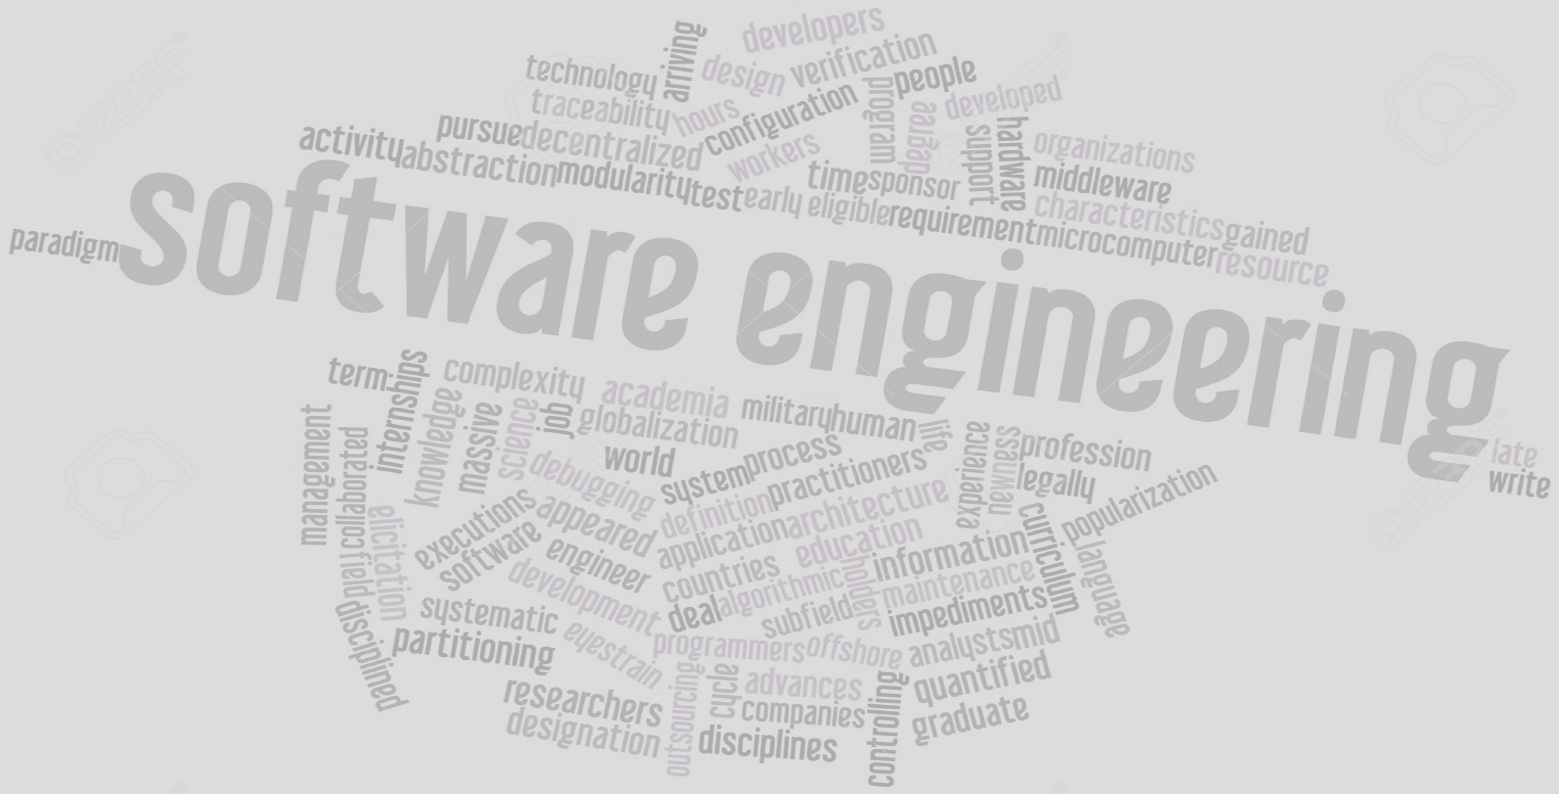 developers
arriving
verification
technology
design
people
traceability
hours
configuration
program
degree
developed
pursue
decentralized
workers
support
hardware
organizations
activity
abstraction
modularity
test
time
sponsor
middleware
early
eligible
requirement
characteristics
gained
microcomputer
resource
paradigm
software engineering
late
write
term
internships
complexity
academia
military
human
life
management
collaborated
knowledge
massive
science
job
globalization
world
system
process
experience
newness
profession
legally
popularization
debugging
definition
practitioners
elicitation
executions
appeared
application
architecture
curriculum
language
software
engineer
countries
education
information
field
disciplined
development
deal
algorithmic
holders
maintenance
systematic
subfield
impediments
partitioning
eyestrain
programmers
offshore
analysts
mid
researchers
outsourcing
cycle
advances
controlling
quantified
designation
companies
graduate
disciplines
123RF